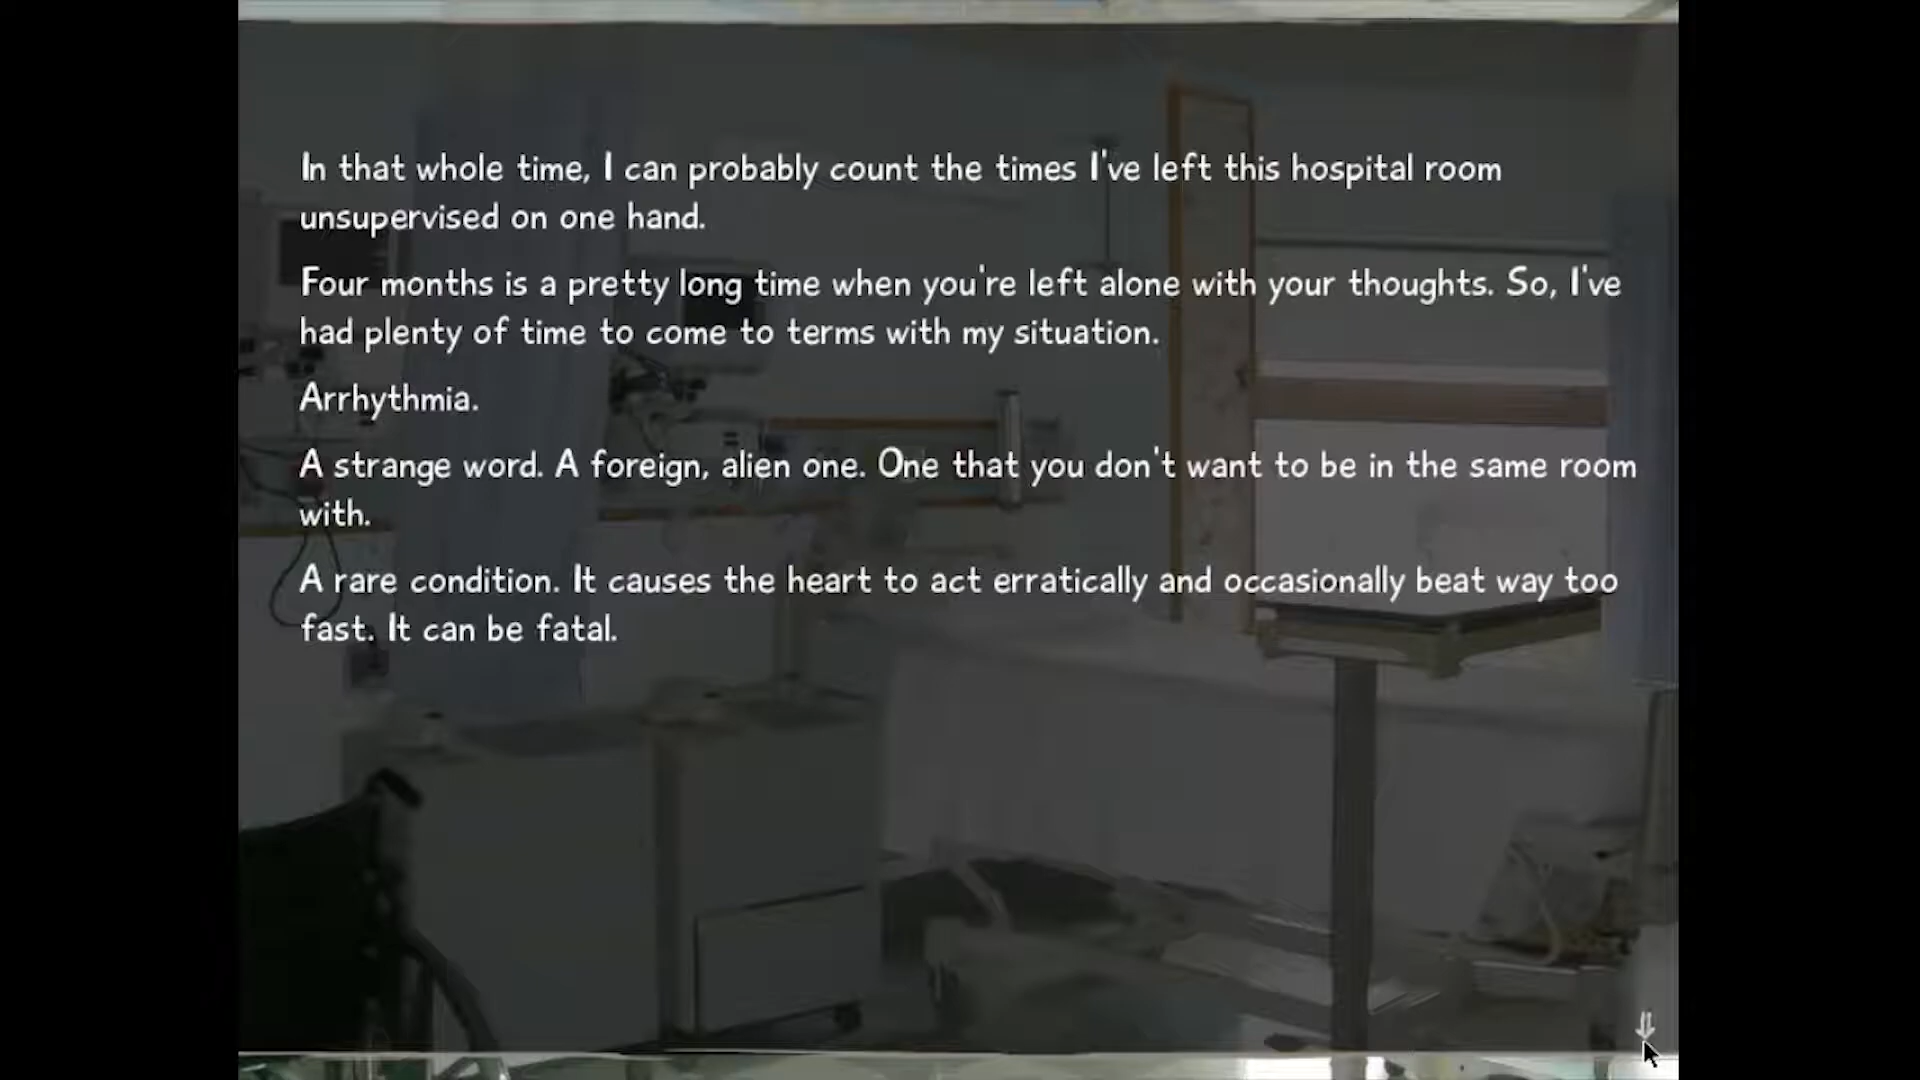 In that whole time, I can probably count the times I've left this hospital room
unsupervised on one hand.
Four months is a pretty long time when you're left alone with your thoughts. So, I've
had plenty of time to come to terms with my situation.
Arrhythmia.
A strange word. A foreign, alien one. One that you don't want to be in the same room
with.
A rare condition. It causes the heart to act erratically and occasionally beat way too
fast. It can be fatal.